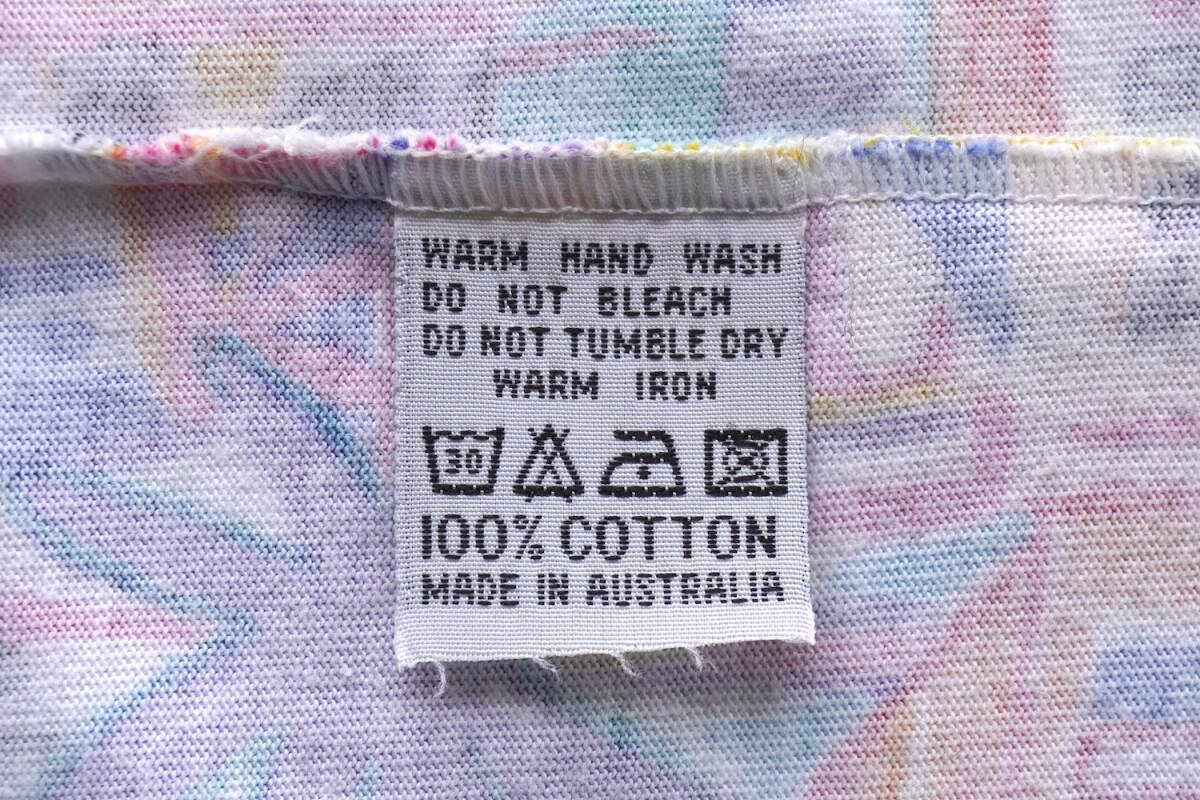 WARM HAND WASH
DO NOT BLEACH
DO NOT TUMBLE DRY
WARM IRON
30
100% COTTON
MADE IN AUSTRALIA